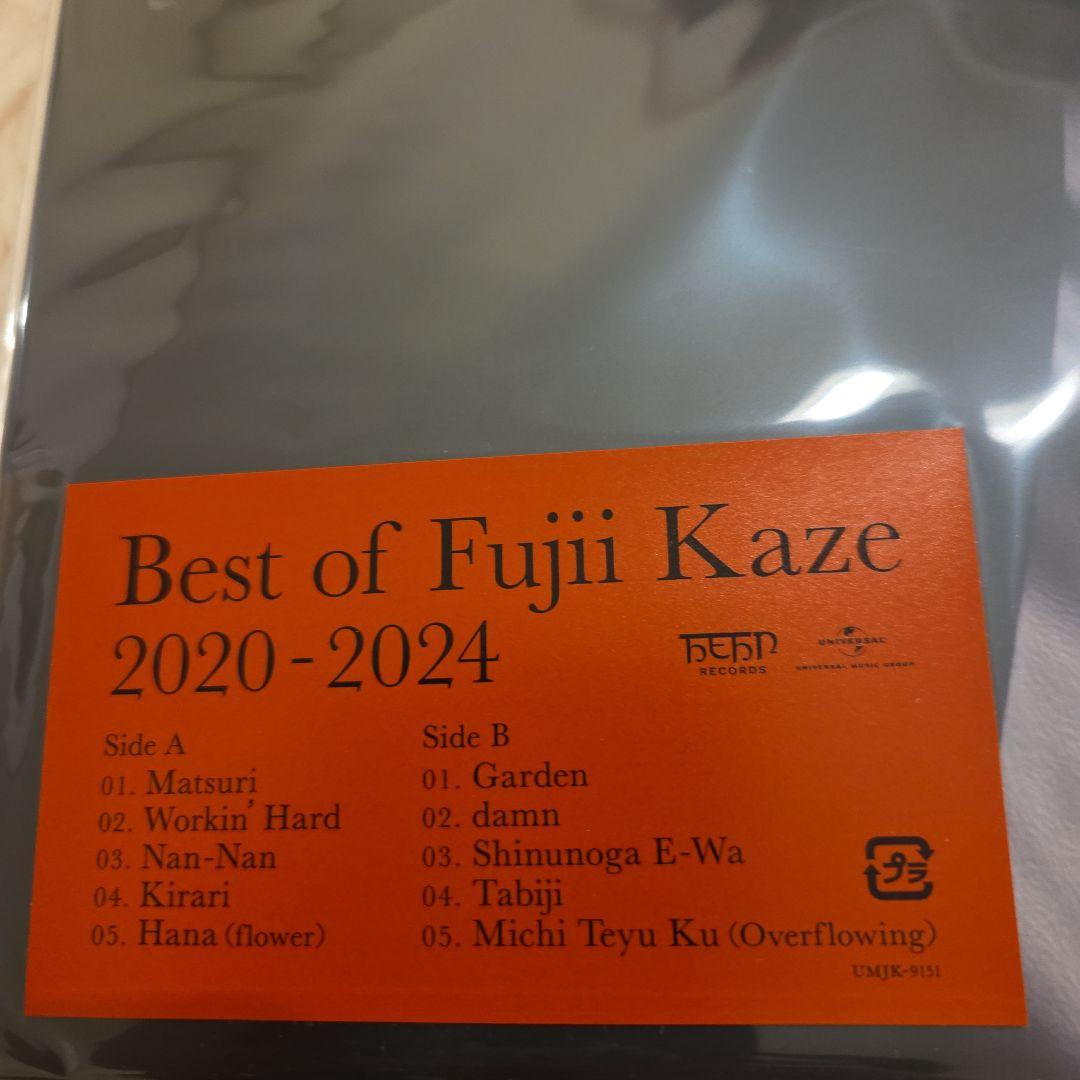 Best of Fujii Kaze
2020 - 2024
HEHN
RECORDS
UNIVERSAL
UNIVERSAL MUSIC GROUP
Side A
01. Matsuri
02. Workin' Hard
03. Nan-Nan
04. Kirari
05. Hana (flower)
Side B
01. Garden
02. damn
03. Shinunoga E-Wa
04. Tabiji
05. Michi Teyu Ku (Overflowing)
プラ
UMJK-9151